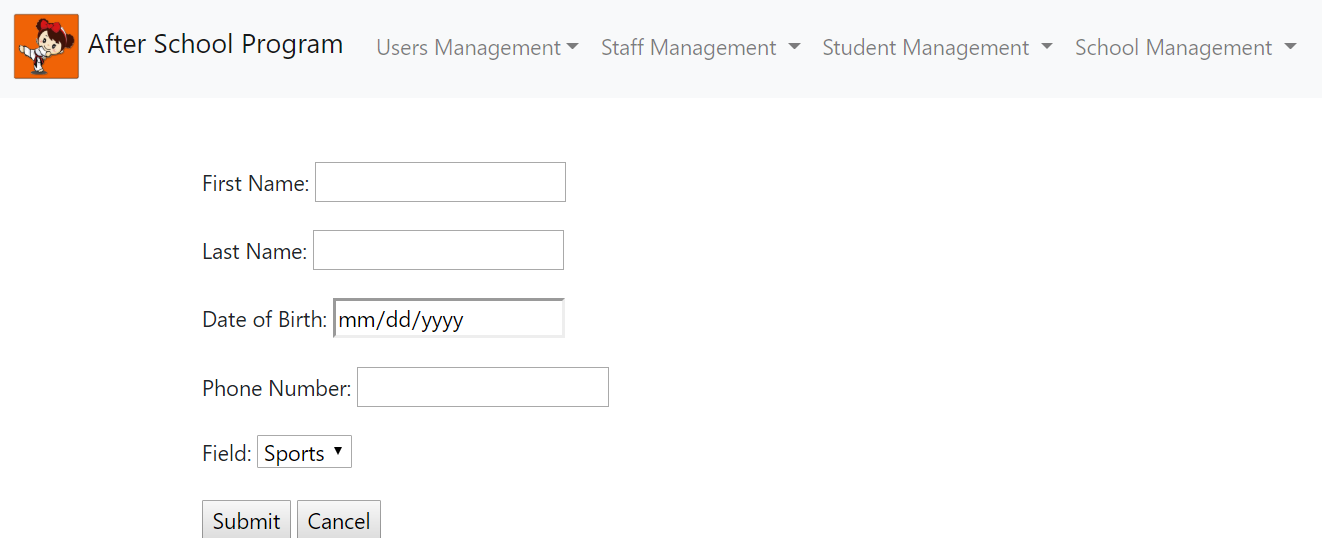 After School Program Users Management Staff Management Student Management School Management
First Name:
Last Name:
Date of Birth: mm/dd/yyyy
Phone Number:
Field: Sports
Submit Cancel